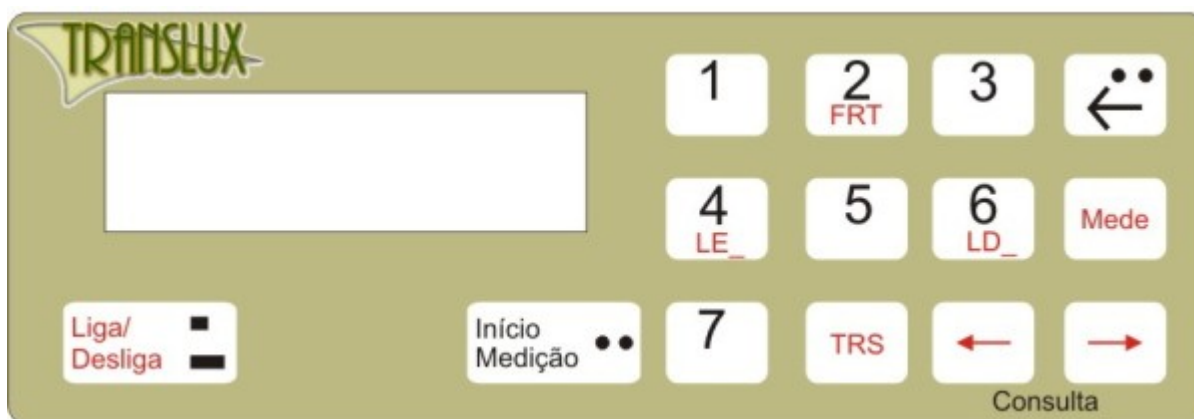 TRANSLUX
1
2
FRT
3
4
LE_
5
6
LD_
Mede
Liga/
Desliga
Início
Medição
7
TRS
Consulta